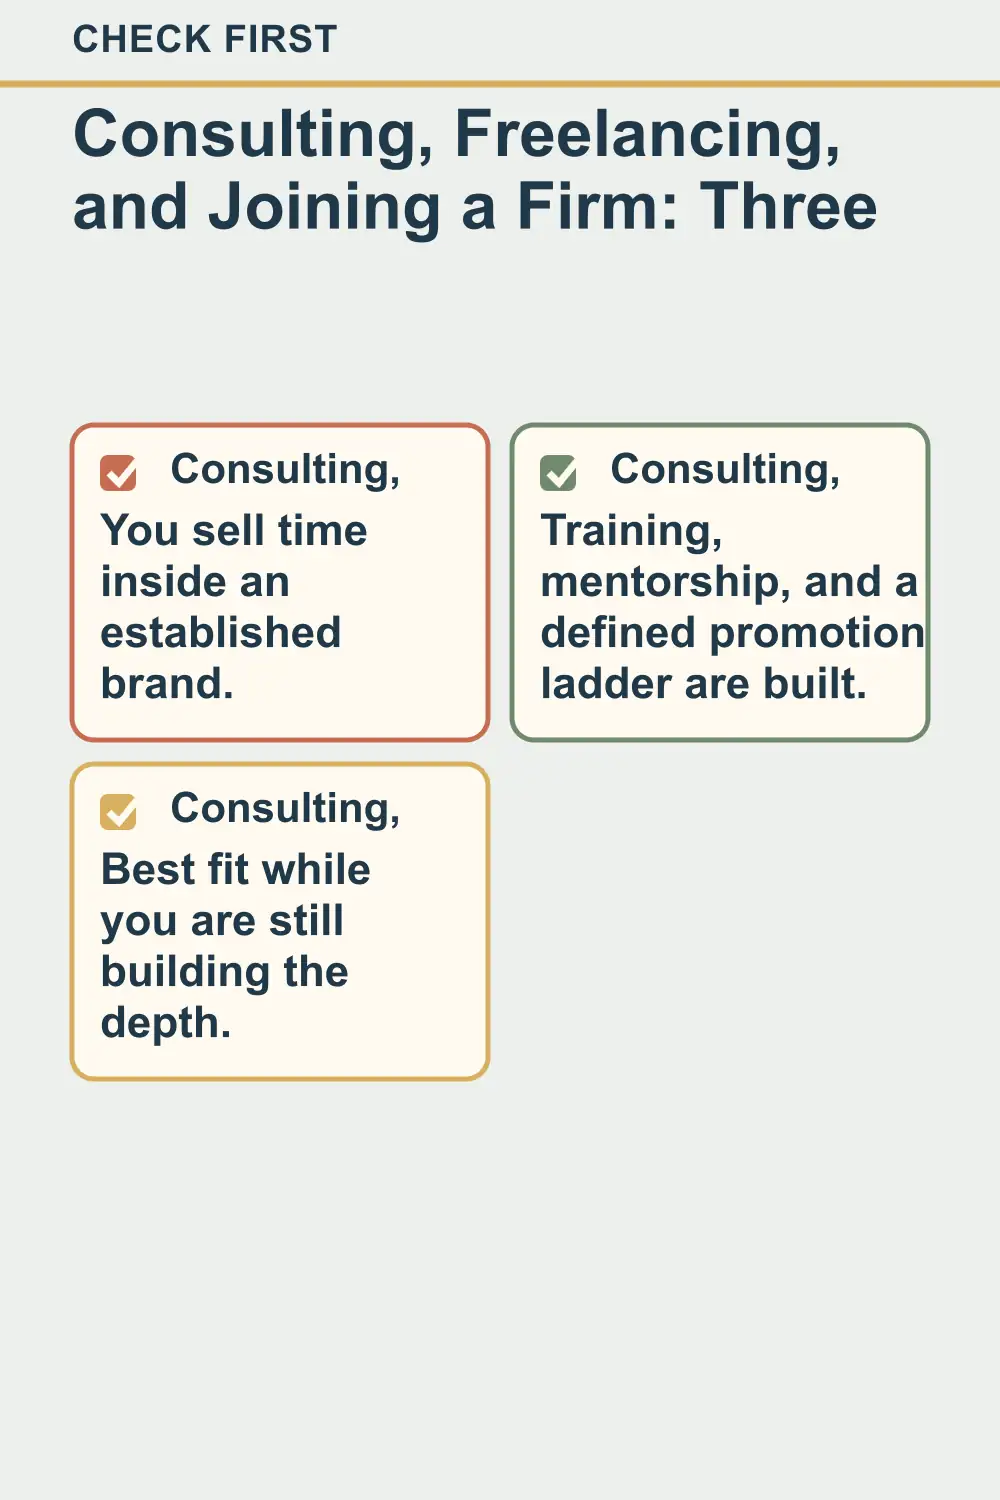 CHECK FIRST
Consulting, Freelancing,
and Joining a Firm: Three
Consulting,
You sell time
inside an
established
brand.
Consulting,
Training,
mentorship, and a
defined promotion
ladder are built.
Consulting,
Best fit while
you are still
building the
depth.